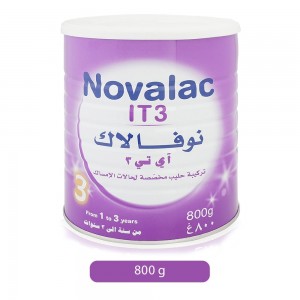 Novalac
IT3
نوفالاك
آي تي ٣
تركيبة حليب مخصصة لحالات الامساك
3
From 1 to 3 years
من سنة الى ٣ سنوات
800g
٨٠٠ غ
800 g